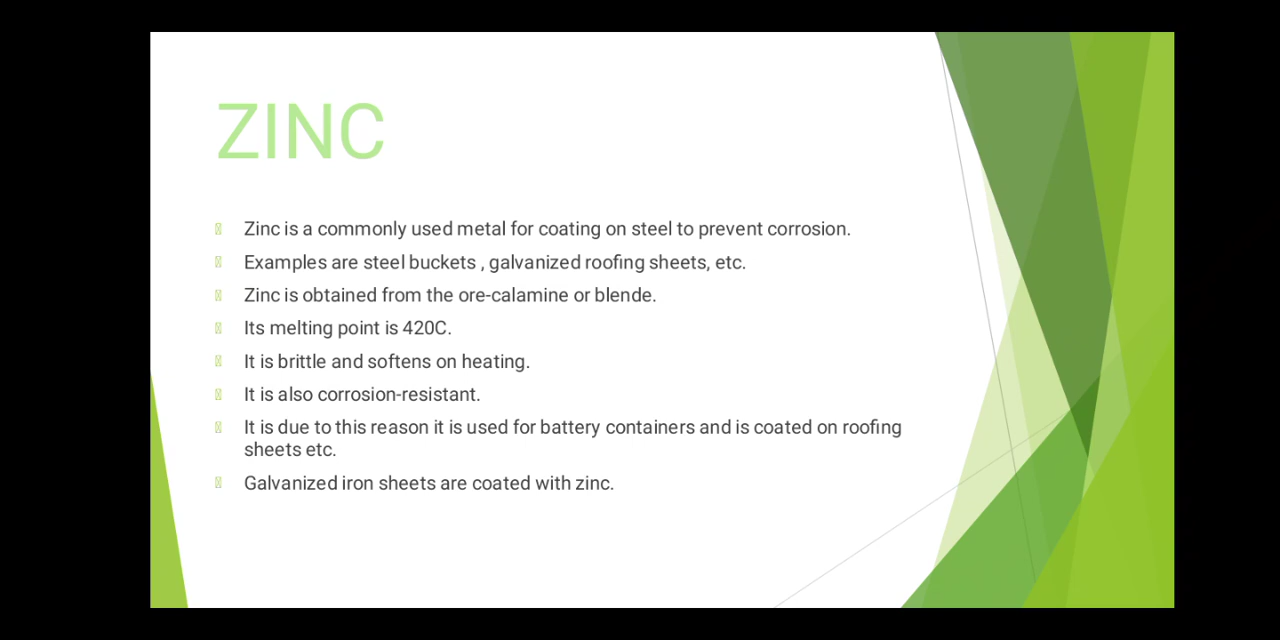 ZINC
Zinc is a commonly used metal for coating on steel to prevent corrosion.
Examples are steel buckets , galvanized roofing sheets, etc.
Zinc is obtained from the ore-calamine or blende.
Its melting point is 420C.
It is brittle and softens on heating.
It is also corrosion-resistant.
It is due to this reason it is used for battery containers and is coated on roofing
sheets etc.
Galvanized iron sheets are coated with zinc.